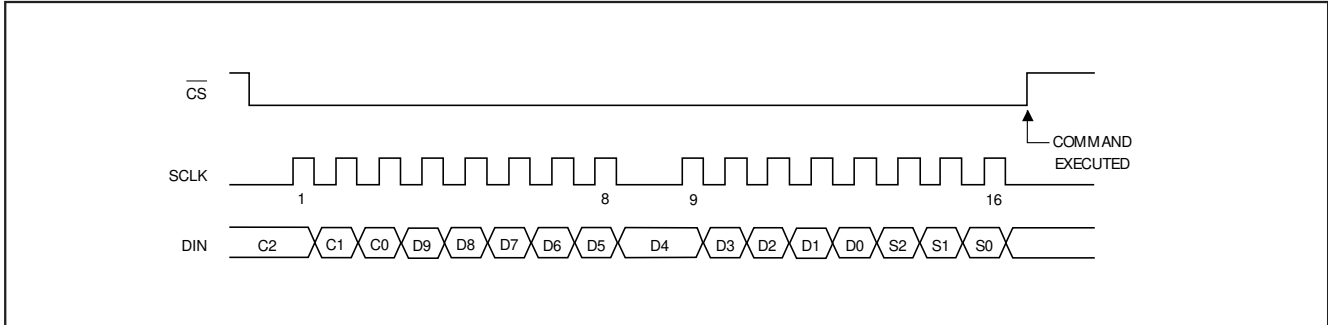 CS
COMMAND
EXECUTED
SCLK
1 8 9 16
DIN C2 C1 C0 D9 D8 D7 D6 D5 D4 D3 D2 D1 D0 S2 S1 S0